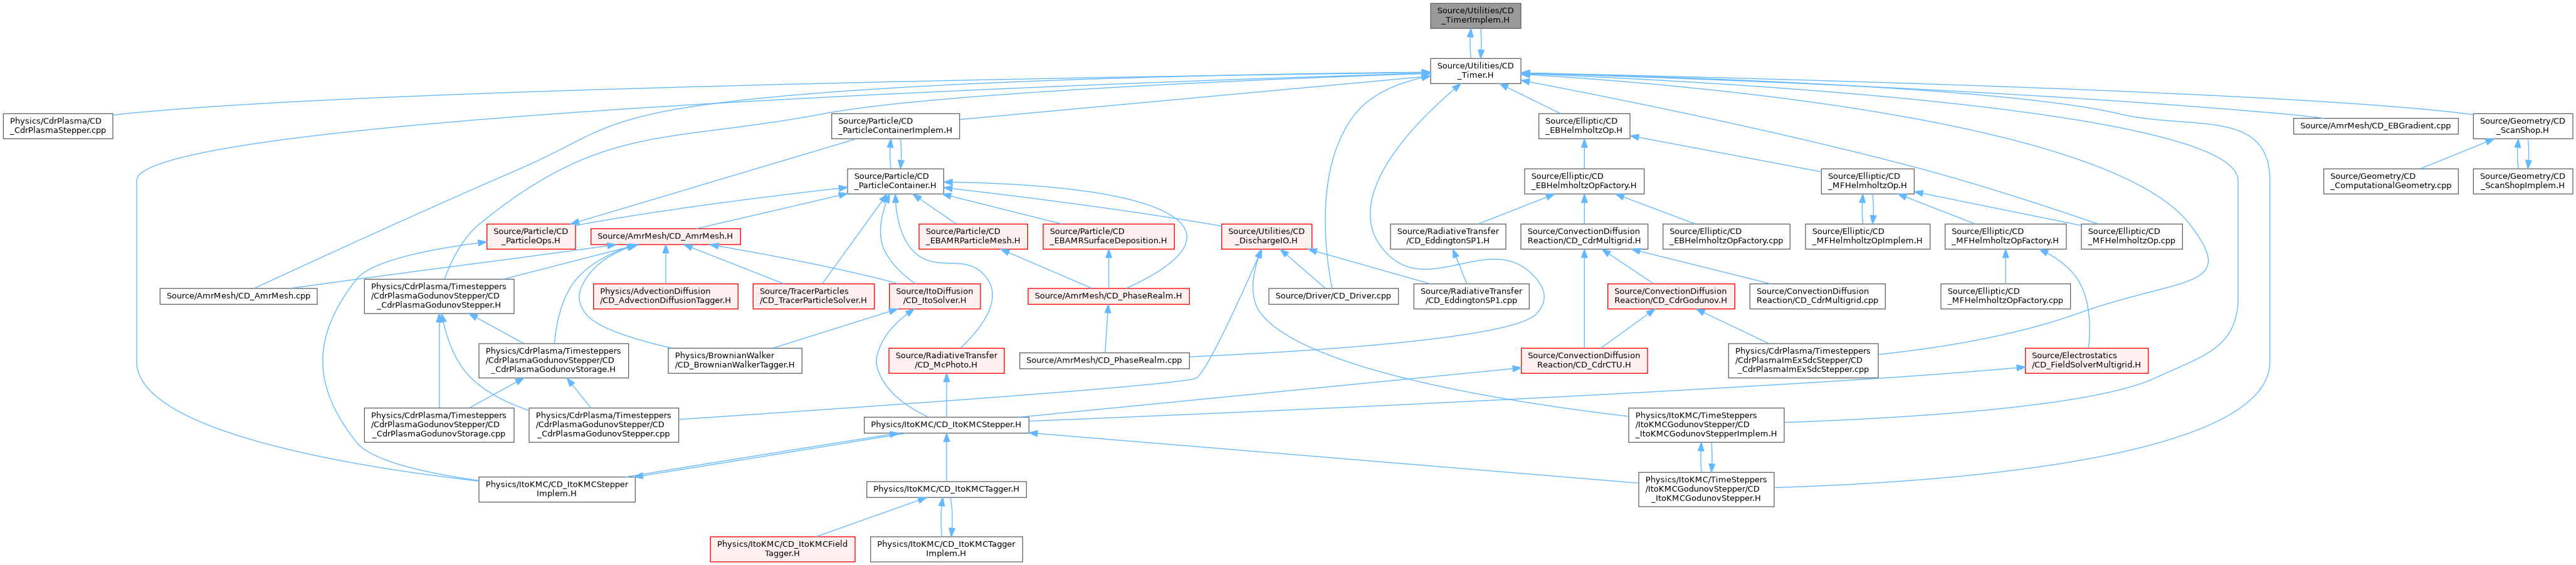 Source/Utilities/CD
_TimerImplem.H
Source/Utilities/CD
_Timer.H
Physics/CdrPlasma/CD
_CdrPlasmaStepper.cpp
Source/Particle/CD
_ParticleContainerImplem.H
Source/Elliptic/CD
_EBHelmholtzOp.H
Source/AmrMesh/CD_EBGradient.cpp
Source/Geometry/CD
_ScanShop.H
Source/Particle/CD
_ParticleContainer.H
Source/Elliptic/CD
_EBHelmholtzOpFactory.H
Source/Elliptic/CD
_MFHelmholtzOp.H
Source/Geometry/CD
_ComputationalGeometry.cpp
Source/Geometry/CD
_ScanShopImplem.H
Source/Particle/CD
_ParticleOps.H
Source/AmrMesh/CD_AmrMesh.H
Source/Particle/CD
_EBAMRParticleMesh.H
Source/Particle/CD
_EBAMRSurfaceDeposition.H
Source/Utilities/CD
_DischargeIO.H
Source/RadiativeTransfer
/CD_EddingtonSP1.H
Source/ConvectionDiffusion
Reaction/CD_CdrMultigrid.H
Source/Elliptic/CD
_EBHelmholtzOpFactory.cpp
Source/Elliptic/CD
_MFHelmholtzOpImplem.H
Source/Elliptic/CD
_MFHelmholtzOpFactory.H
Source/Elliptic/CD
_MFHelmholtzOp.cpp
Source/AmrMesh/CD_AmrMesh.cpp
Physics/CdrPlasma/Timesteppers
/CdrPlasmaGodunovStepper/CD
_CdrPlasmaGodunovStepper.H
Physics/AdvectionDiffusion
/CD_AdvectionDiffusionTagger.H
Source/TracerParticles
/CD_TracerParticleSolver.H
Source/ItoDiffusion
/CD_ItoSolver.H
Source/AmrMesh/CD_PhaseRealm.H
Source/Driver/CD_Driver.cpp
Source/RadiativeTransfer
/CD_EddingtonSP1.cpp
Source/ConvectionDiffusion
Reaction/CD_CdrGodunov.H
Source/ConvectionDiffusion
Reaction/CD_CdrMultigrid.cpp
Source/Elliptic/CD
_MFHelmholtzOpFactory.cpp
Physics/CdrPlasma/Timesteppers
/CdrPlasmaGodunovStepper/CD
_CdrPlasmaGodunovStorage.H
Physics/BrownianWalker
/CD_BrownianWalkerTagger.H
Source/RadiativeTransfer
/CD_McPhoto.H
Source/AmrMesh/CD_PhaseRealm.cpp
Source/ConvectionDiffusion
Reaction/CD_CdrCTU.H
Physics/CdrPlasma/Timesteppers
/CdrPlasmaImExSdcStepper/CD
_CdrPlasmaImExSdcStepper.cpp
Source/Electrostatics
/CD_FieldSolverMultigrid.H
Physics/CdrPlasma/Timesteppers
/CdrPlasmaGodunovStepper/CD
_CdrPlasmaGodunovStorage.cpp
Physics/CdrPlasma/Timesteppers
/CdrPlasmaGodunovStepper/CD
_CdrPlasmaGodunovStepper.cpp
Physics/ItoKMC/CD_ItoKMCStepper.H
Physics/ItoKMC/TimeSteppers
/ItoKMCGodunovStepper/CD
_ItoKMCGodunovStepperImplem.H
Physics/ItoKMC/CD_ItoKMCStepper
Implem.H
Physics/ItoKMC/CD_ItoKMCTagger.H
Physics/ItoKMC/TimeSteppers
/ItoKMCGodunovStepper/CD
_ItoKMCGodunovStepper.H
Physics/ItoKMC/CD_ItoKMCField
Tagger.H
Physics/ItoKMC/CD_ItoKMCTagger
Implem.H